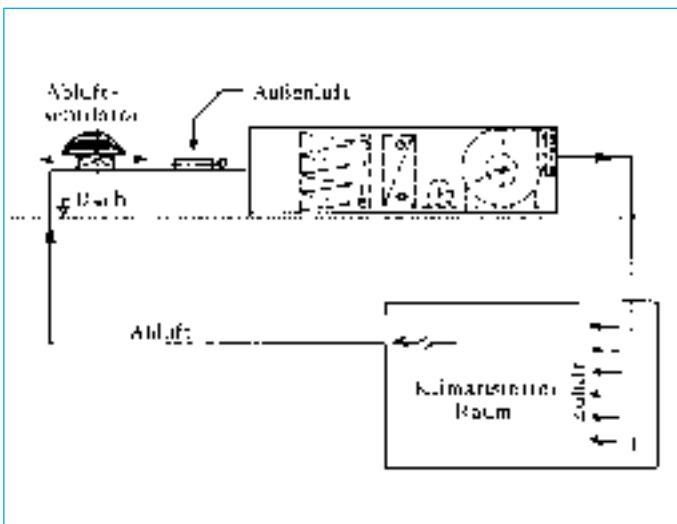 Abluft-
ventilator
Außenluft
Dach
Abluft
Klimatisierter
Raum
Zuluft